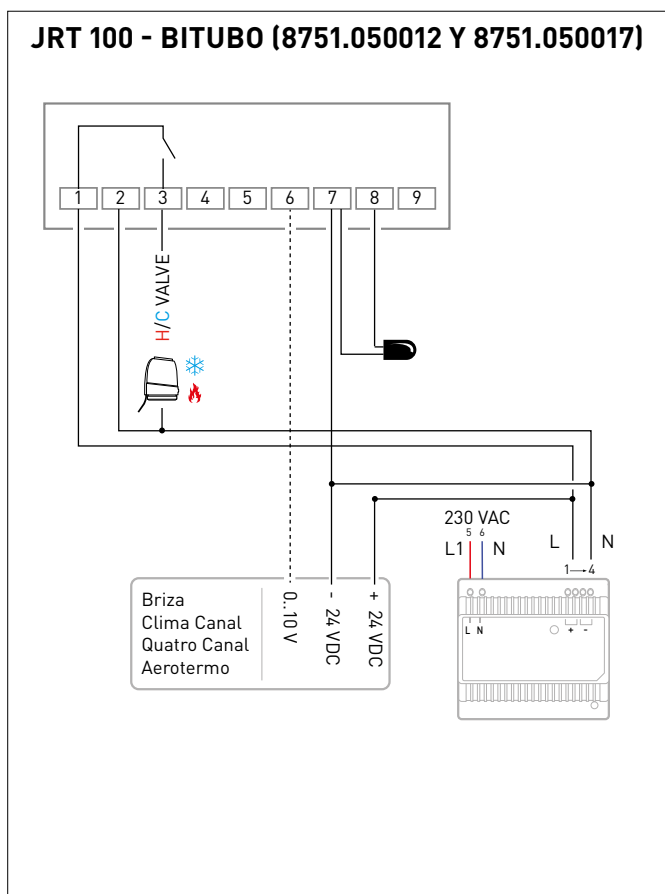 JRT 100 - BITUBO (8751.050012 Y 8751.050017)
1 2 3 4 5 6 7 8 9
H/C VALVE
230 VAC
5 6
L1 N
L N
1→4
Briza
Clima Canal
Quatro Canal
Aerotermo
0..10 V
- 24 VDC
+ 24 VDC
L N
+ -